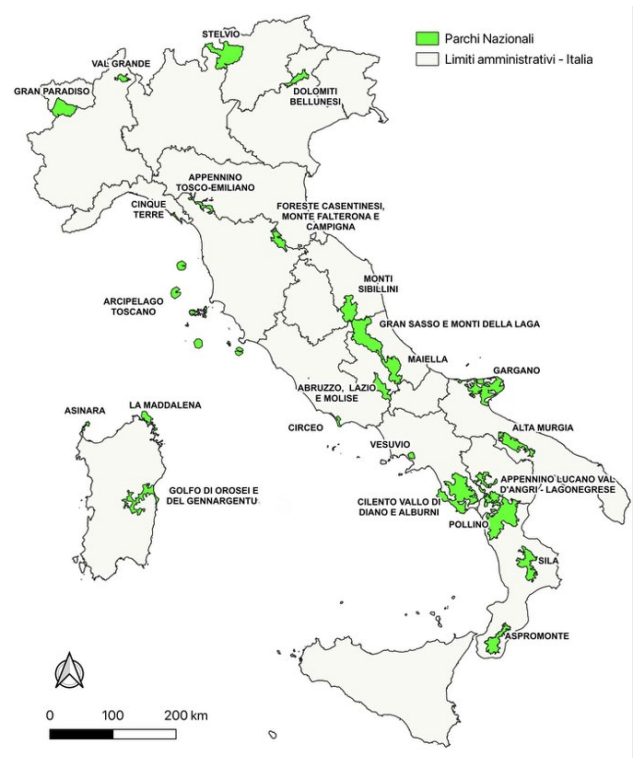 STELVIO
Parchi Nazionali
Limiti amministrativi - Italia
VAL GRANDE
GRAN PARADISO
DOLOMITI
BELLUNESI
APPENNINO
TOSCO-EMILIANO
CINQUE
TERRE
FORESTE CASENTINESI,
MONTE FALTERONA E
CAMPIGNA
MONTI
SIBILLINI
ARCIPELAGO
TOSCANO
GRAN SASSO E MONTI DELLA LAGA
MAIELLA
GARGANO
ABRUZZO, LAZIO
E MOLISE
ASINARA
LA MADDALENA
CIRCEO
ALTA MURGIA
VESUVIO
GOLFO DI OROSEI E
DEL GENNARGENTU
APPENNINO LUCANO VAL
D'ANGRI - LAGONEGRESE
CILENTO VALLO DI
DIANO E ALBURNI
POLLINO
SILA
ASPROMONTE
0 100 200 km